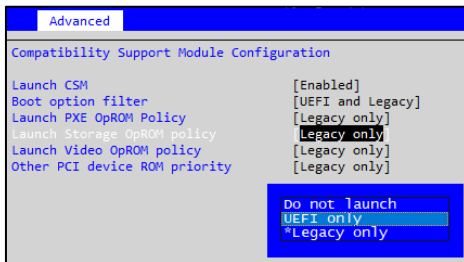 Advanced
Compatibility Support Module Configuration
Launch CSM [Enabled]
Boot option filter [UEFI and Legacy]
Launch PXE OpROM Policy [Legacy only]
Launch Storage OpROM policy [Legacy only]
Launch Video OpROM policy [Legacy only]
Other PCI device ROM priority [Legacy only]
Do not launch
UEFI only
*Legacy only